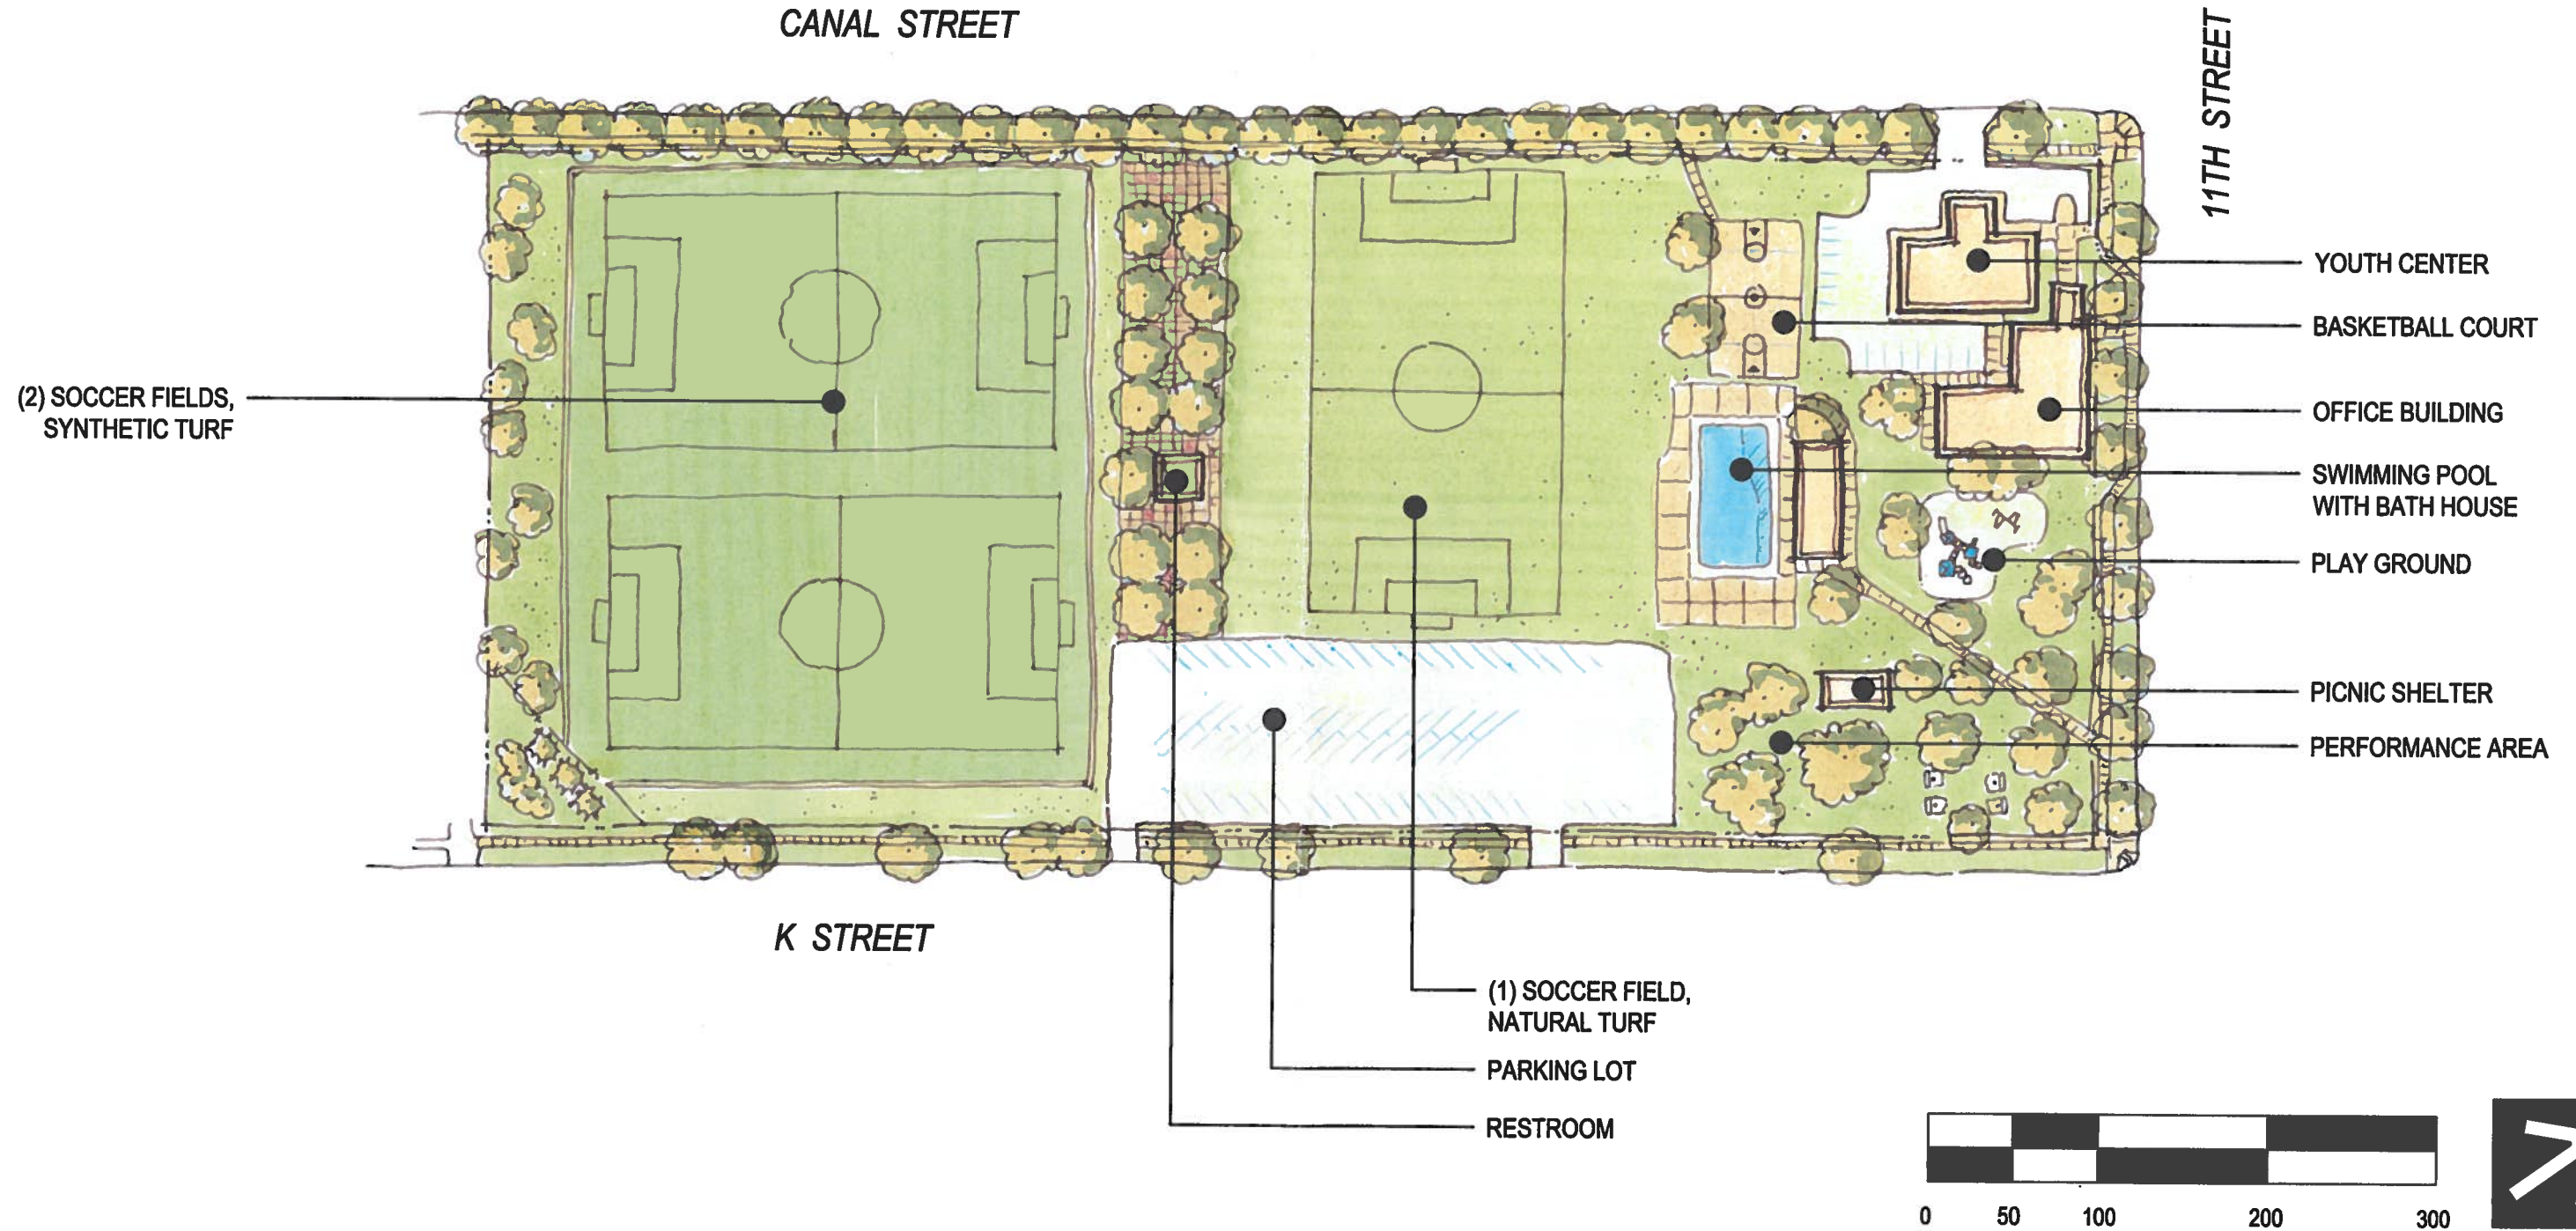 CANAL STREET
11TH STREET
YOUTH CENTER
BASKETBALL COURT
(2) SOCCER FIELDS,
SYNTHETIC TURF
OFFICE BUILDING
SWIMMING POOL
WITH BATH HOUSE
PLAY GROUND
PICNIC SHELTER
PERFORMANCE AREA
K STREET
(1) SOCCER FIELD,
NATURAL TURF
PARKING LOT
RESTROOM
0 50 100 200 300